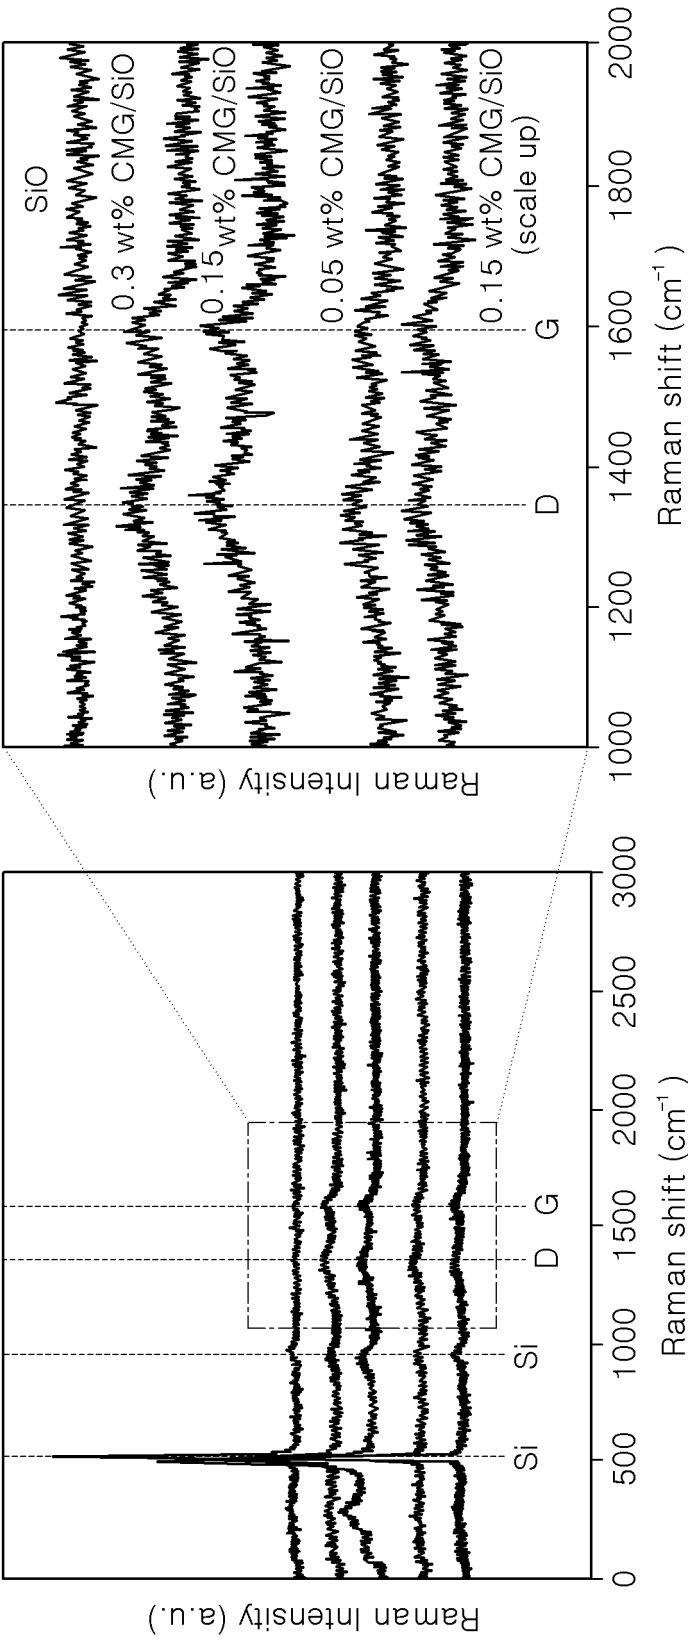 Raman Intensity (a.u.)
Si
Si
D
G
0
500
1000
1500
2000
2500
3000
Raman shift (cm⁻¹)
Raman Intensity (a.u.)
SiO
0.3 wt% CMG/SiO
0.15 wt% CMG/SiO
0.05 wt% CMG/SiO
0.15 wt% CMG/SiO
(scale up)
D
G
1000
1200
1400
1600
1800
2000
Raman shift (cm⁻¹)